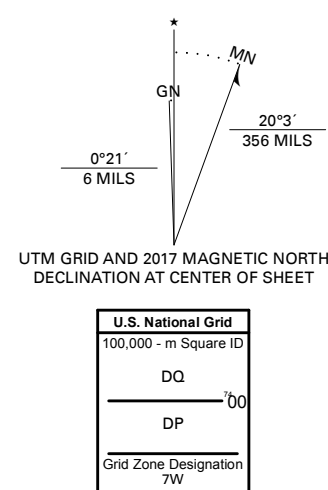 ★
MN
GN
20°3´
356 MILS
0°21´
6 MILS
UTM GRID AND 2017 MAGNETIC NORTH
DECLINATION AT CENTER OF SHEET
U.S. National Grid
100,000 - m Square ID
DQ
7400
DP
Grid Zone Designation
7W